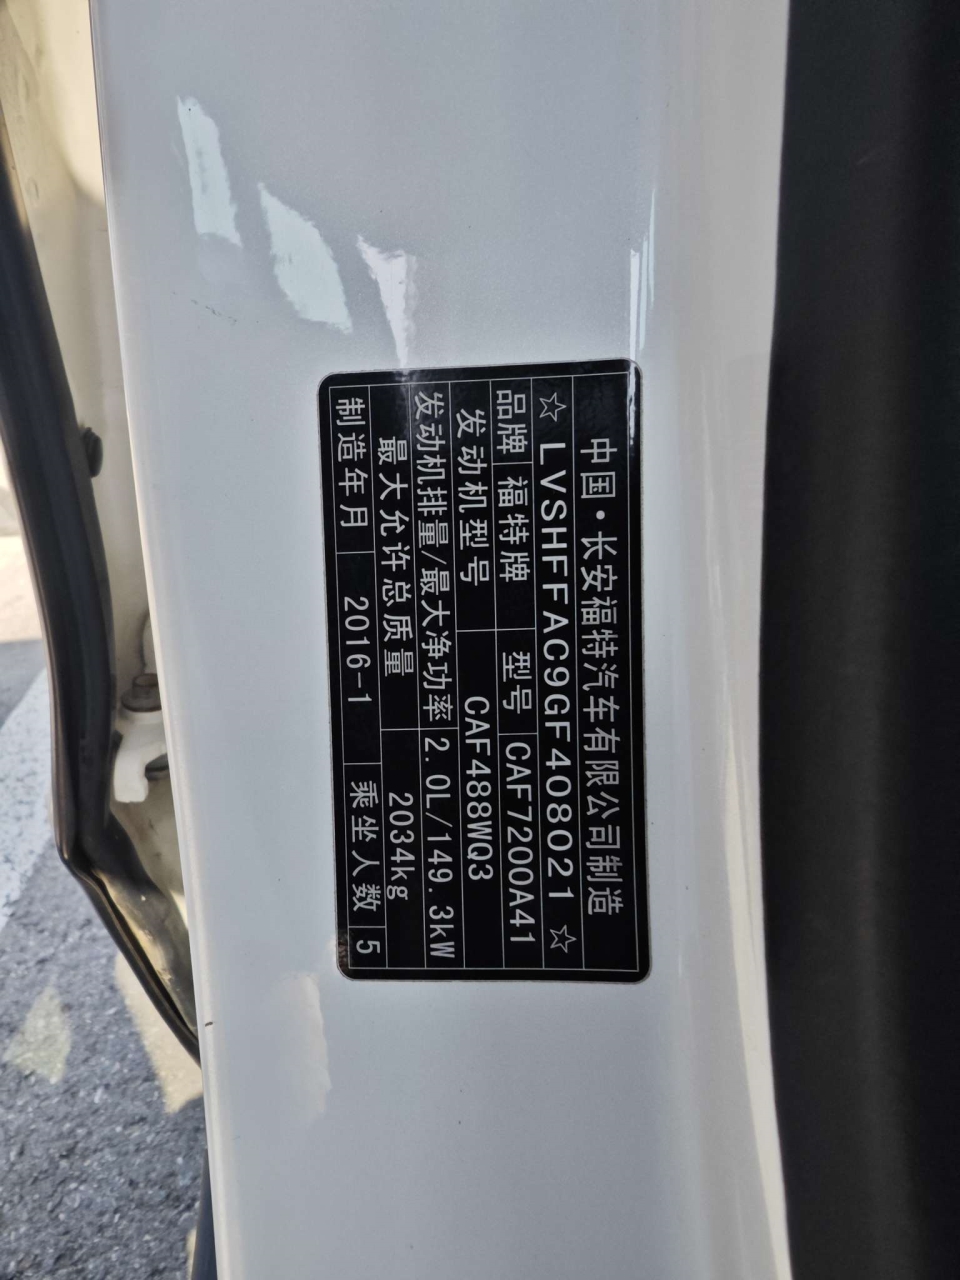 中国·长安福特汽车有限公司制造
☆ LVSHFFAC9GF408021 ☆
品牌 福特牌 型号 CAF7200A41
发动机型号 CAF488WQ3
发动机排量/最大净功率 2.0L/149.3kW
最大允许总质量 2034kg
制造年月 2016-1 乘坐人数 5